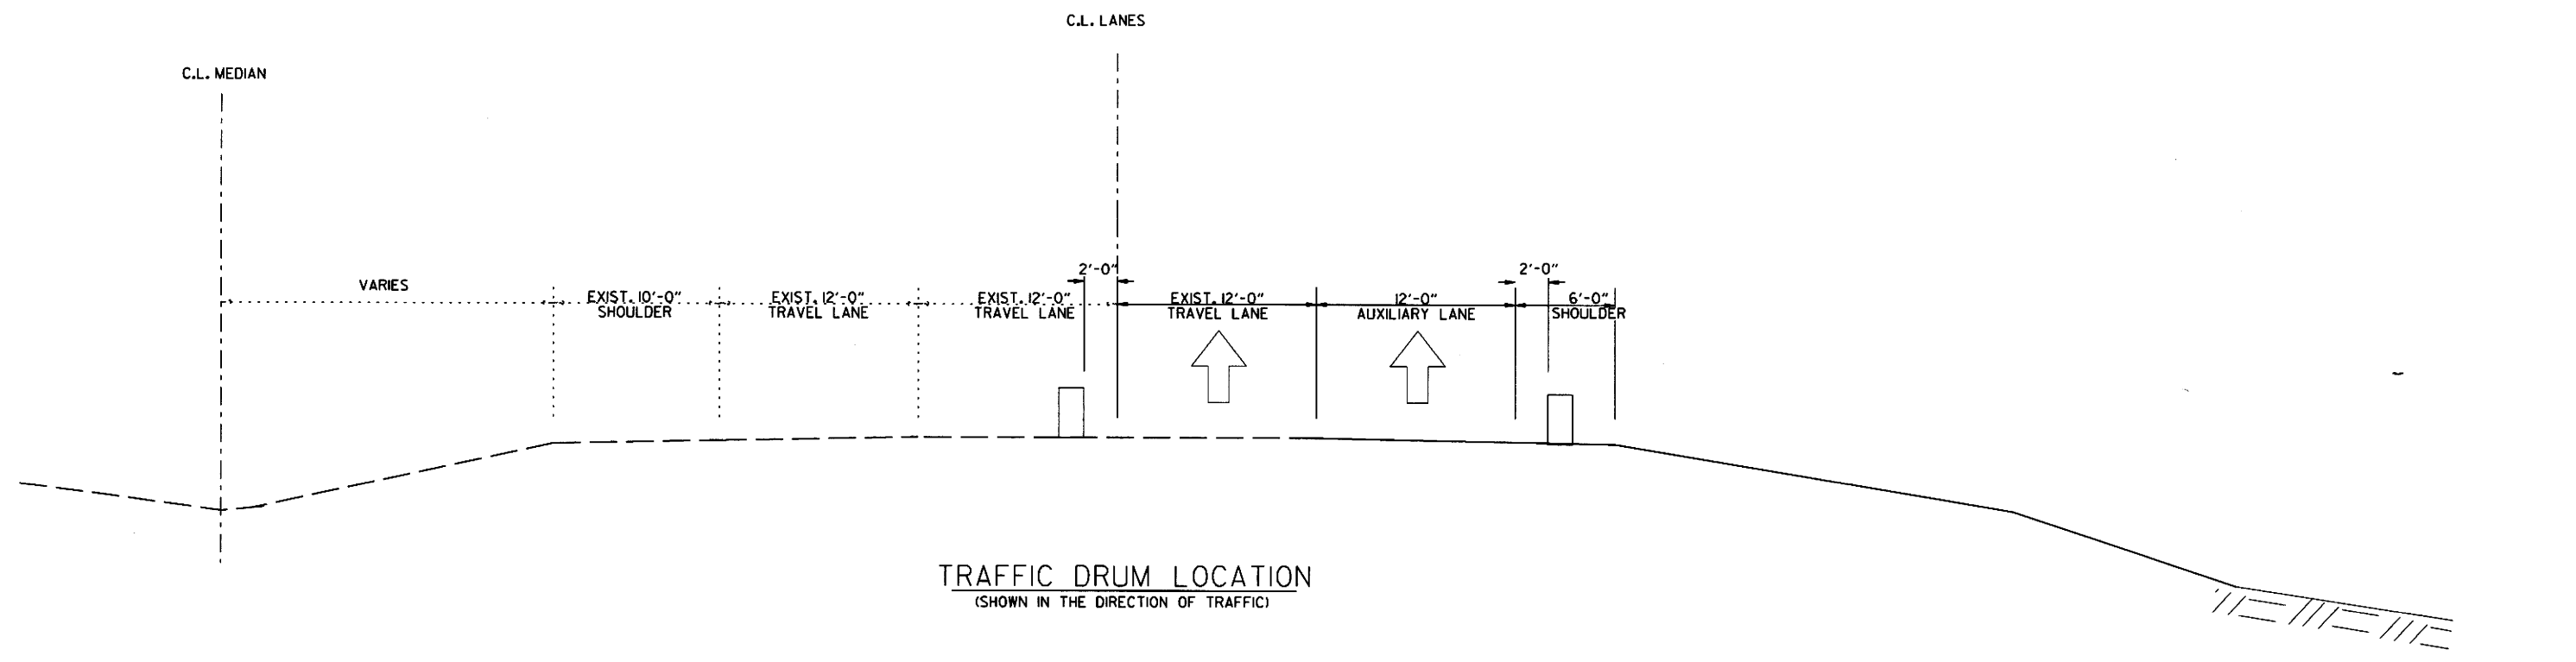 C.L. LANES
C.L. MEDIAN
2'-0"
2'-0"
VARIES
EXIST. 10'-0"
SHOULDER
EXIST. 12'-0"
TRAVEL LANE
EXIST. 12'-0"
TRAVEL LANE
EXIST. 12'-0"
TRAVEL LANE
12'-0"
AUXILIARY LANE
6'-0"
SHOULDER
TRAFFIC DRUM LOCATION
(SHOWN IN THE DIRECTION OF TRAFFIC)